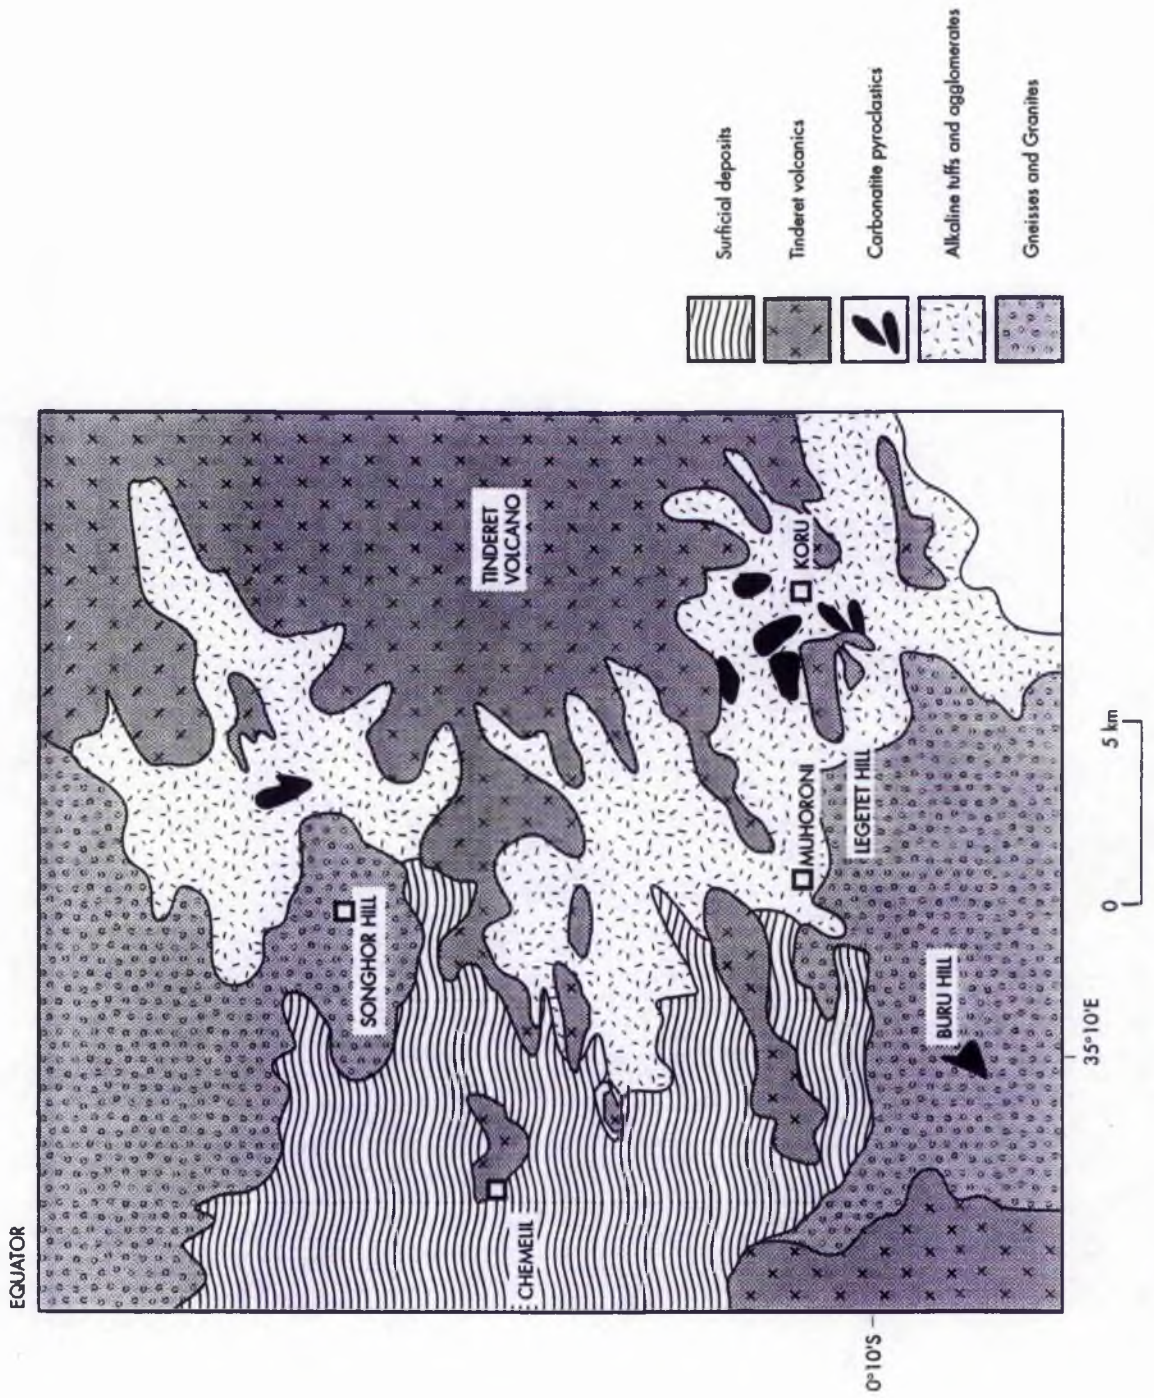 EQUATOR
TINDERET
VOLCANO
SONGHOR HILL
KORU
CHEMELIL
MUHORONI
LEGETET HILL
BURU HILL
0°10'S
35°10'E
0
5 km
Surficial deposits
Tinderet volcanics
Carbonatite pyroclastics
Alkaline tuffs and agglomerates
Gneisses and Granites